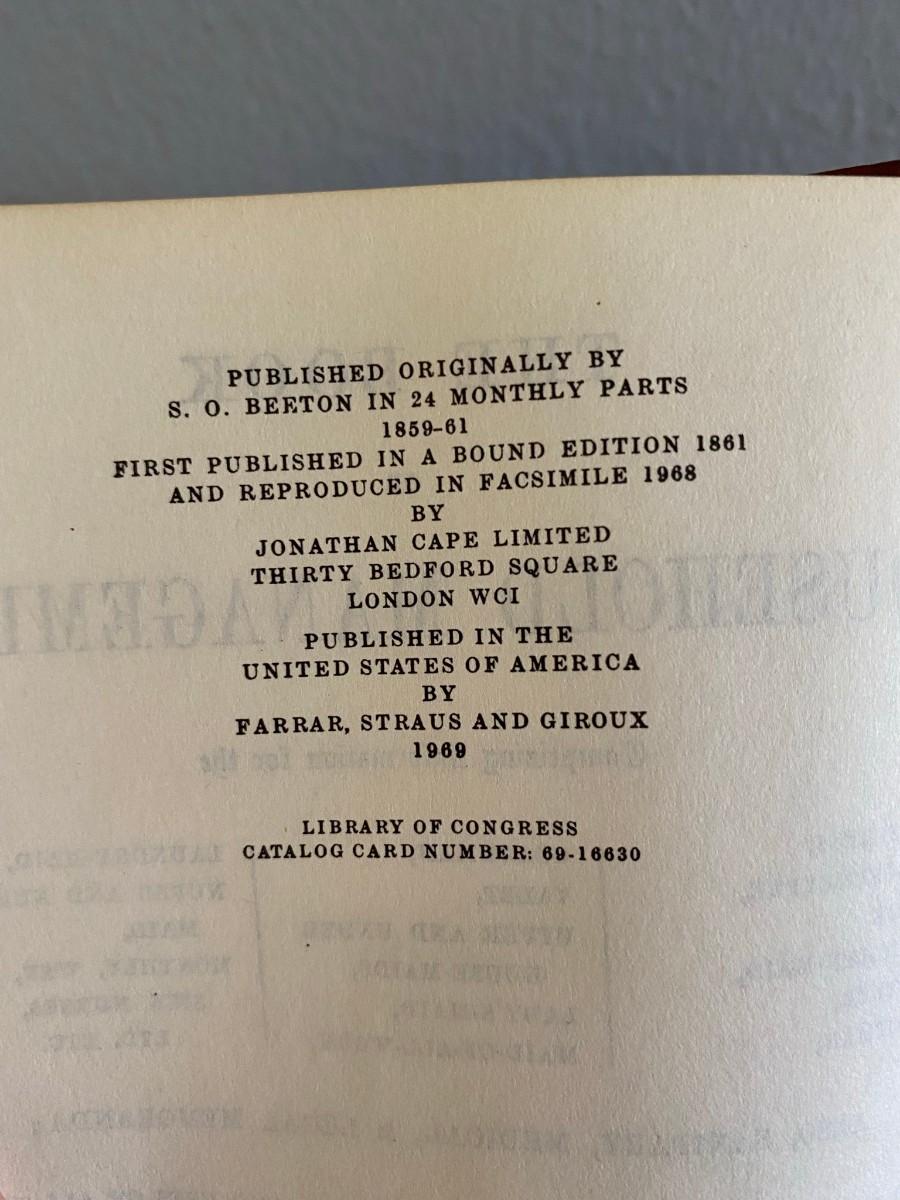 PUBLISHED ORIGINALLY BY
S. O. BEETON IN 24 MONTHLY PARTS
1859-61
FIRST PUBLISHED IN A BOUND EDITION 1861
AND REPRODUCED IN FACSIMILE 1968
BY
JONATHAN CAPE LIMITED
THIRTY BEDFORD SQUARE
LONDON WCI
PUBLISHED IN THE
UNITED STATES OF AMERICA
BY
FARRAR, STRAUS AND GIROUX
1969
LIBRARY OF CONGRESS
CATALOG CARD NUMBER: 69-16630